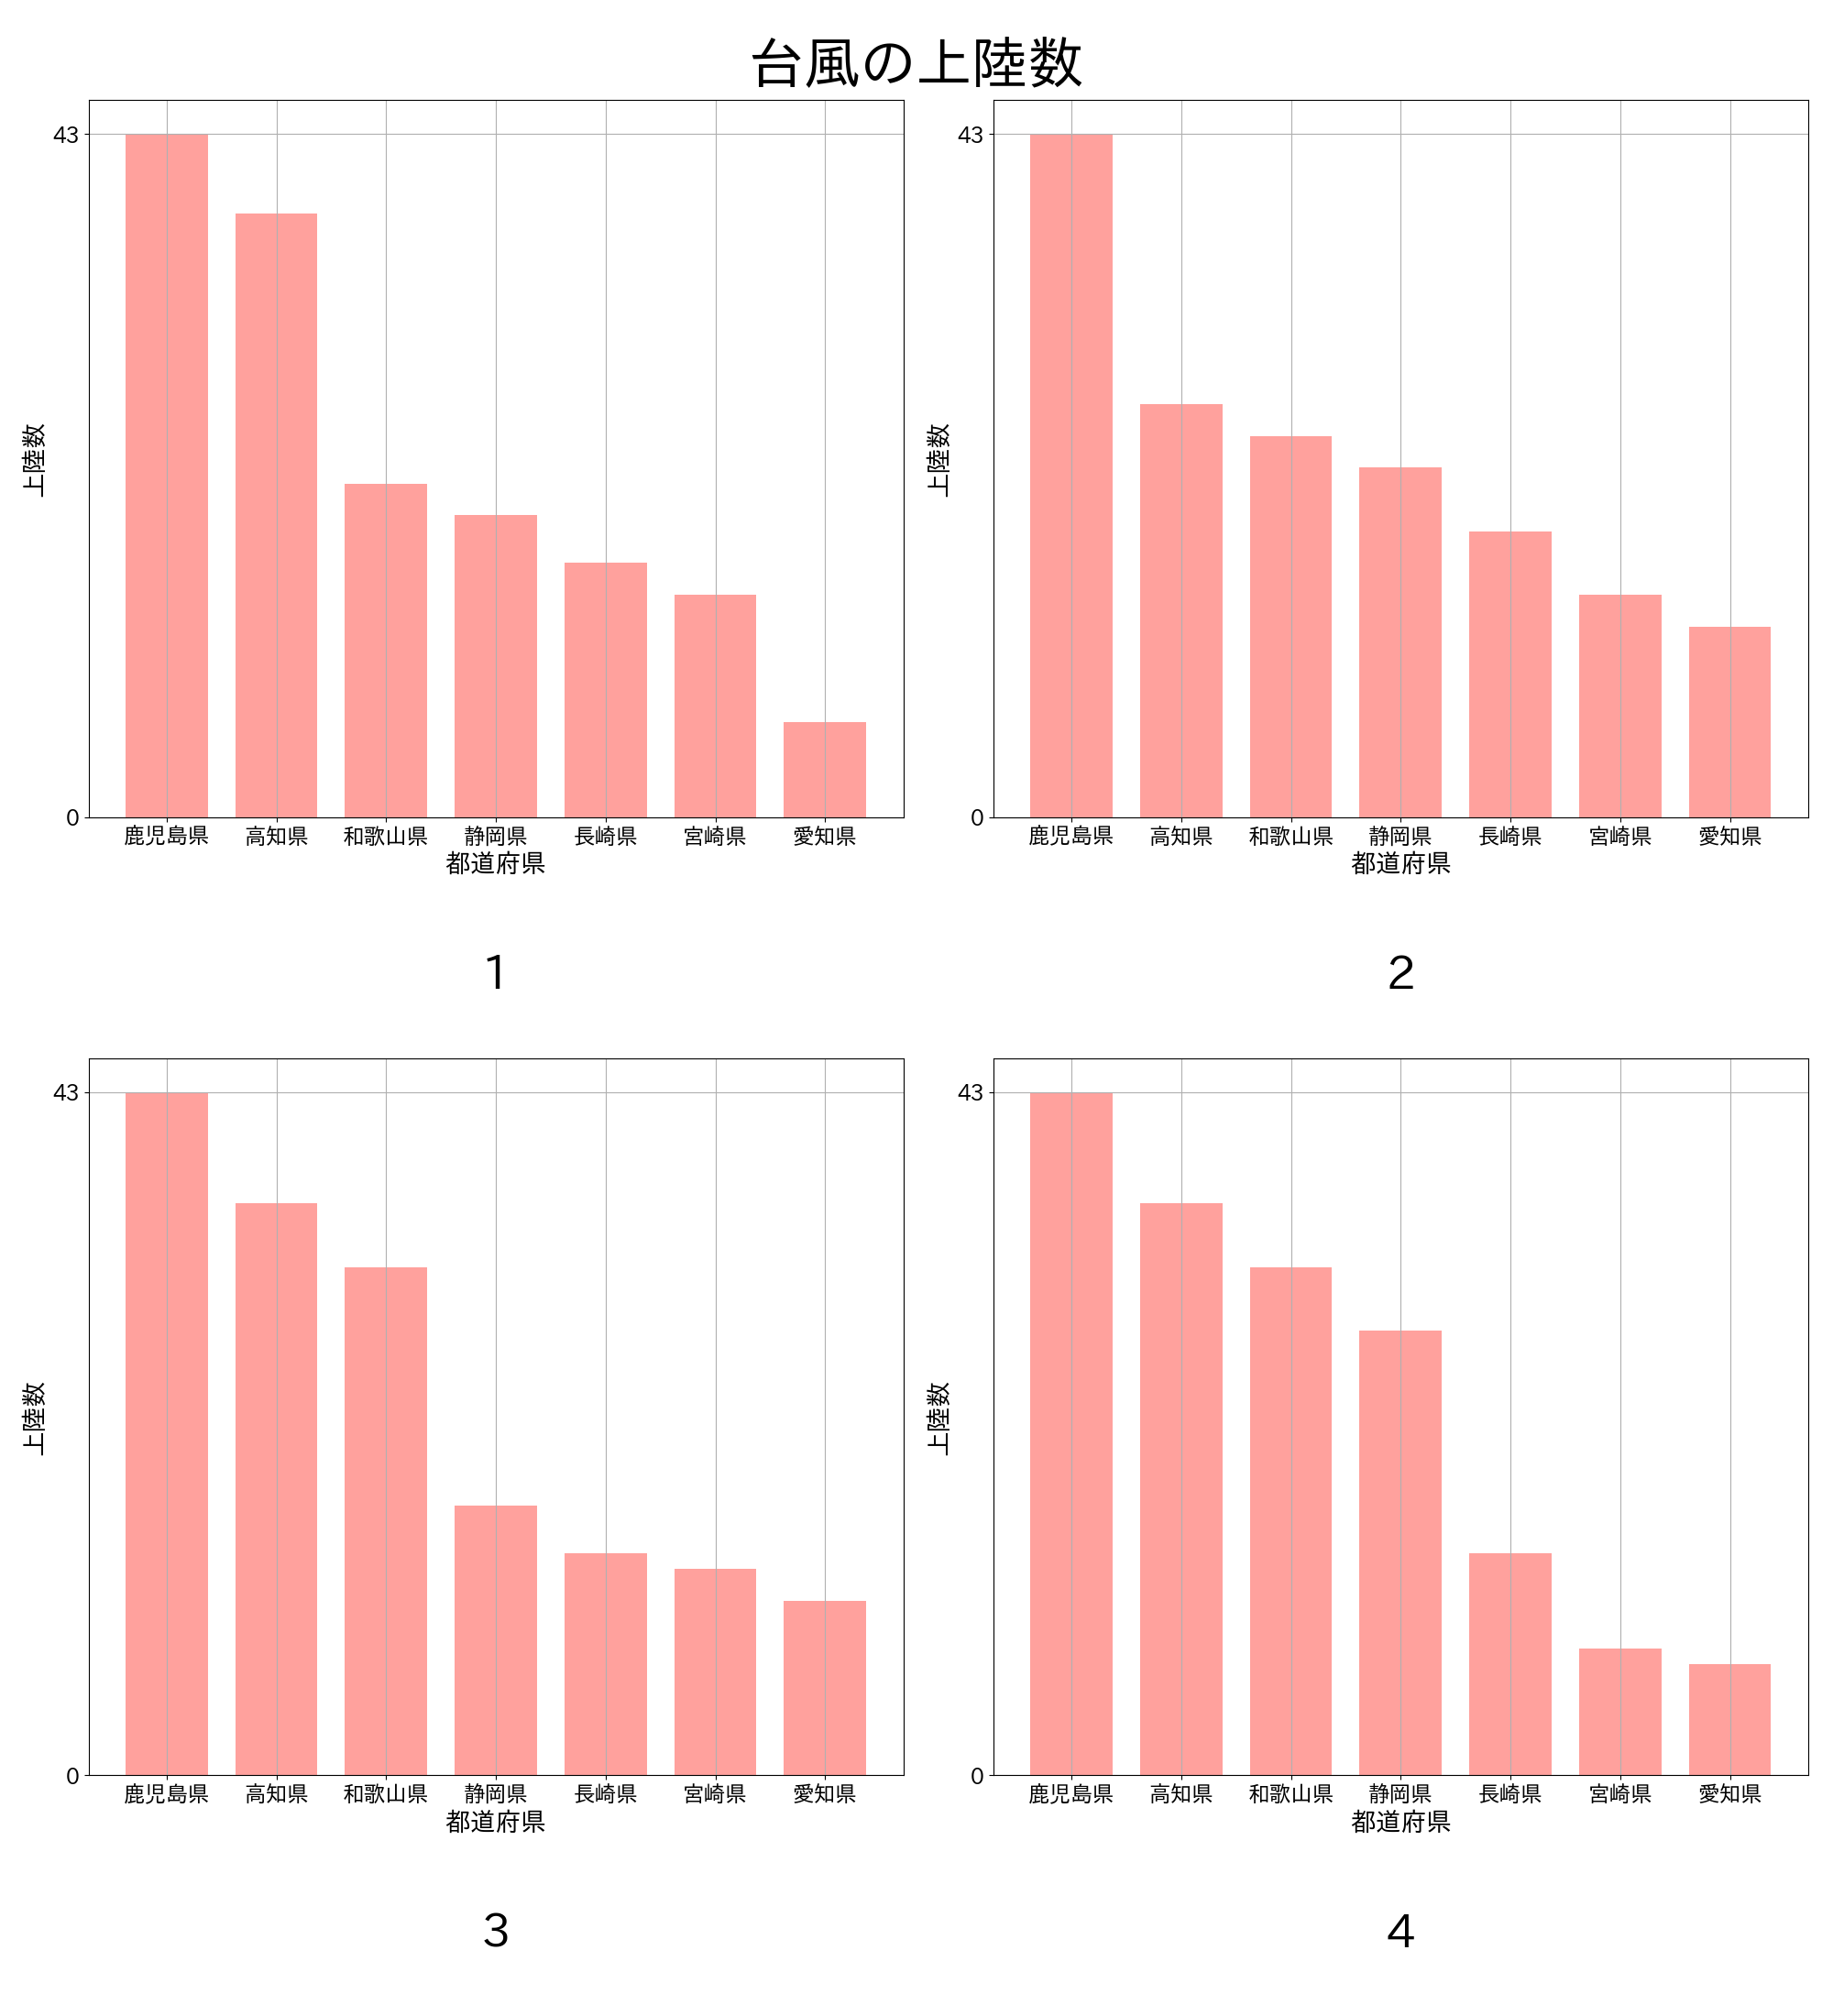 台風の上陸数
43
0
上陸数
鹿児島県 高知県 和歌山県 静岡県 長崎県 宮崎県 愛知県
都道府県
1
43
0
上陸数
鹿児島県 高知県 和歌山県 静岡県 長崎県 宮崎県 愛知県
都道府県
2
43
0
上陸数
鹿児島県 高知県 和歌山県 静岡県 長崎県 宮崎県 愛知県
都道府県
3
43
0
上陸数
鹿児島県 高知県 和歌山県 静岡県 長崎県 宮崎県 愛知県
都道府県
4